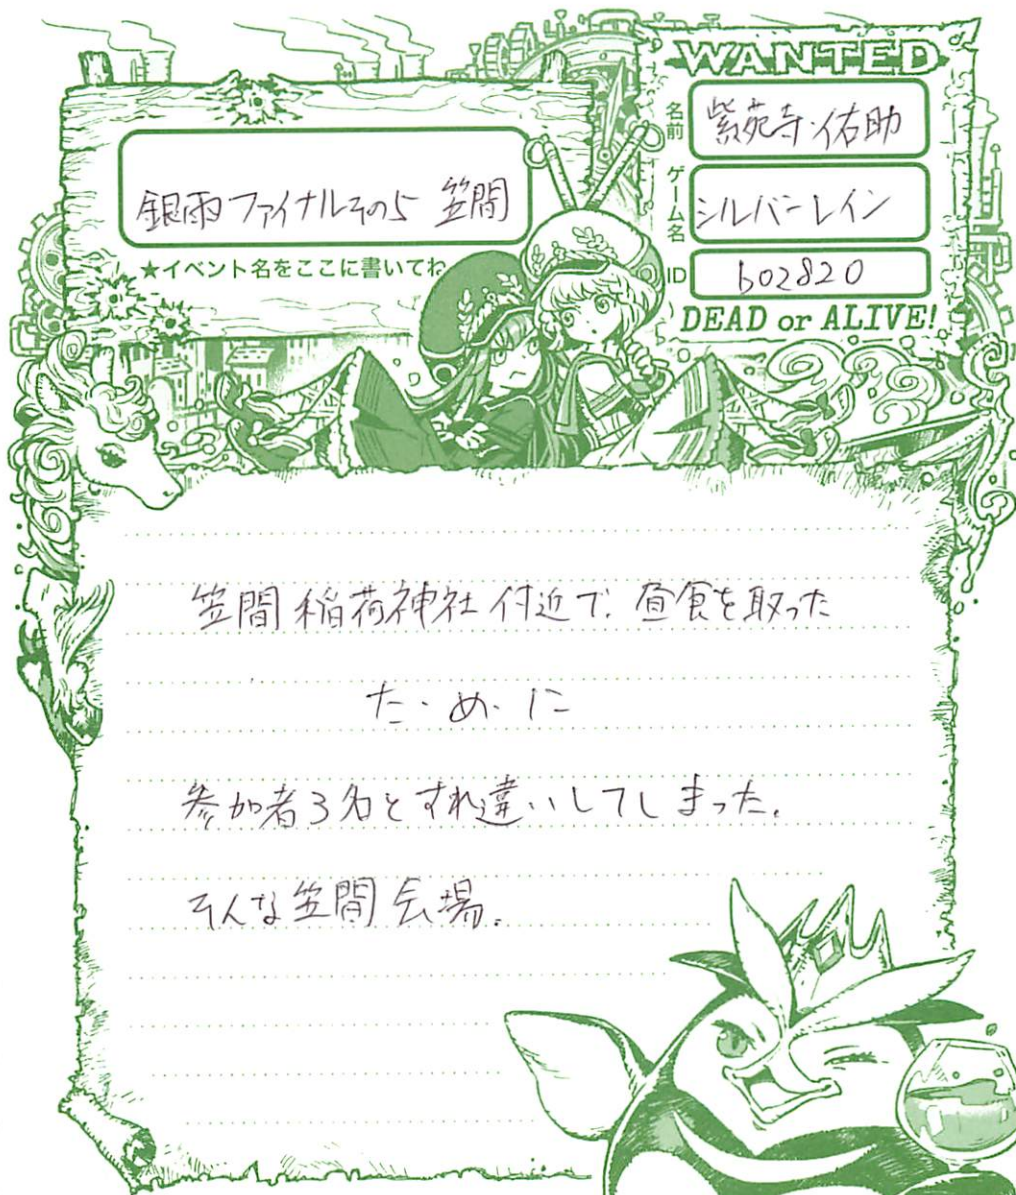 WANTED
名前
紫苑寺・佑助
銀雨ファイナルその5 笠間
ゲーム名
シルバーレイン
★イベント名をここに書いてね
ID
b02820
DEAD or ALIVE!
笠間稲荷神社付近で、昼食を取った
た・め・に
参加者3名とすれ違いしてしまった。
そんな笠間会場。